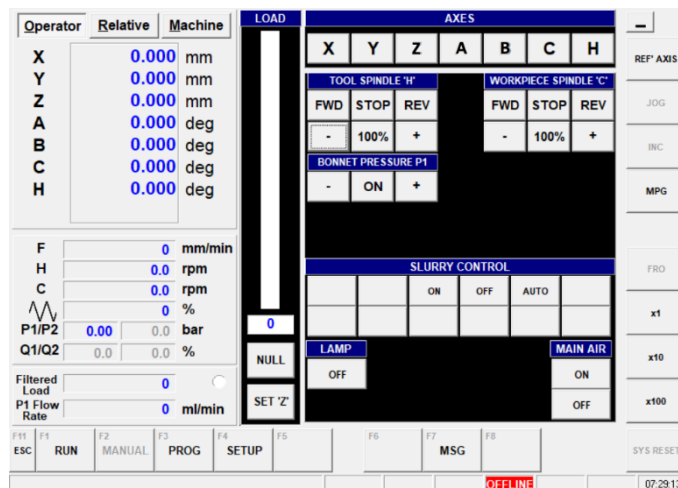 Operator Relative Machine
X 0.000 mm
Y 0.000 mm
Z 0.000 mm
A 0.000 deg
B 0.000 deg
C 0.000 deg
H 0.000 deg
F 0 mm/min
H 0.0 rpm
C 0.0 rpm
0 %
P1/P2 0.00 0.0 bar
Q1/Q2 0.0 0.0 %
Filtered
Load 0
P1 Flow
Rate 0 ml/min
LOAD
0
NULL
SET 'Z'
AXES
X Y Z A B C H
TOOL SPINDLE 'H'
FWD STOP REV
- 100% +
WORKPIECE SPINDLE 'C'
FWD STOP REV
- 100% +
BONNET PRESSURE P1
- ON +
SLURRY CONTROL
ON OFF AUTO
LAMP
OFF
MAIN AIR
ON
OFF
REF' AXIS
JOG
INC
MPG
FRO
x1
x10
x100
SYS RESET
F11 F1 F2 F3 F4 F5 F6 F7 F8
ESC RUN MANUAL PROG SETUP MSG
OFFLINE 07:29:13